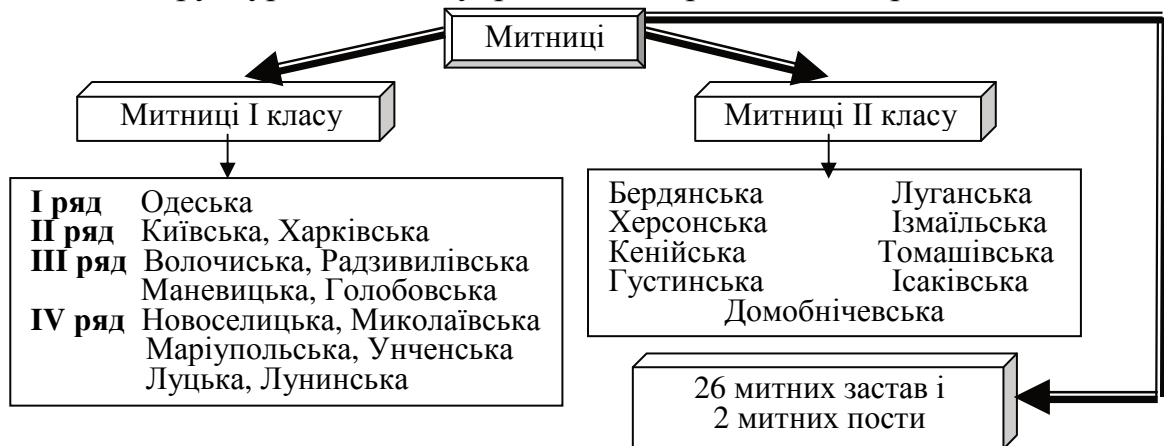 Митниці
Митниці І класу
Митниці ІІ класу
І ряд Одеська
ІІ ряд Київська, Харківська
ІІІ ряд Волочиська, Радзивилівська
Маневицька, Голобовська
ІV ряд Новоселицька, Миколаївська
Маріупольська, Унченська
Луцька, Лунинська
Бердянська Луганська
Херсонська Ізмаїльська
Кенійська Томашівська
Густинська Ісаківська
Домобнічевська
26 митних застав і
2 митних пости